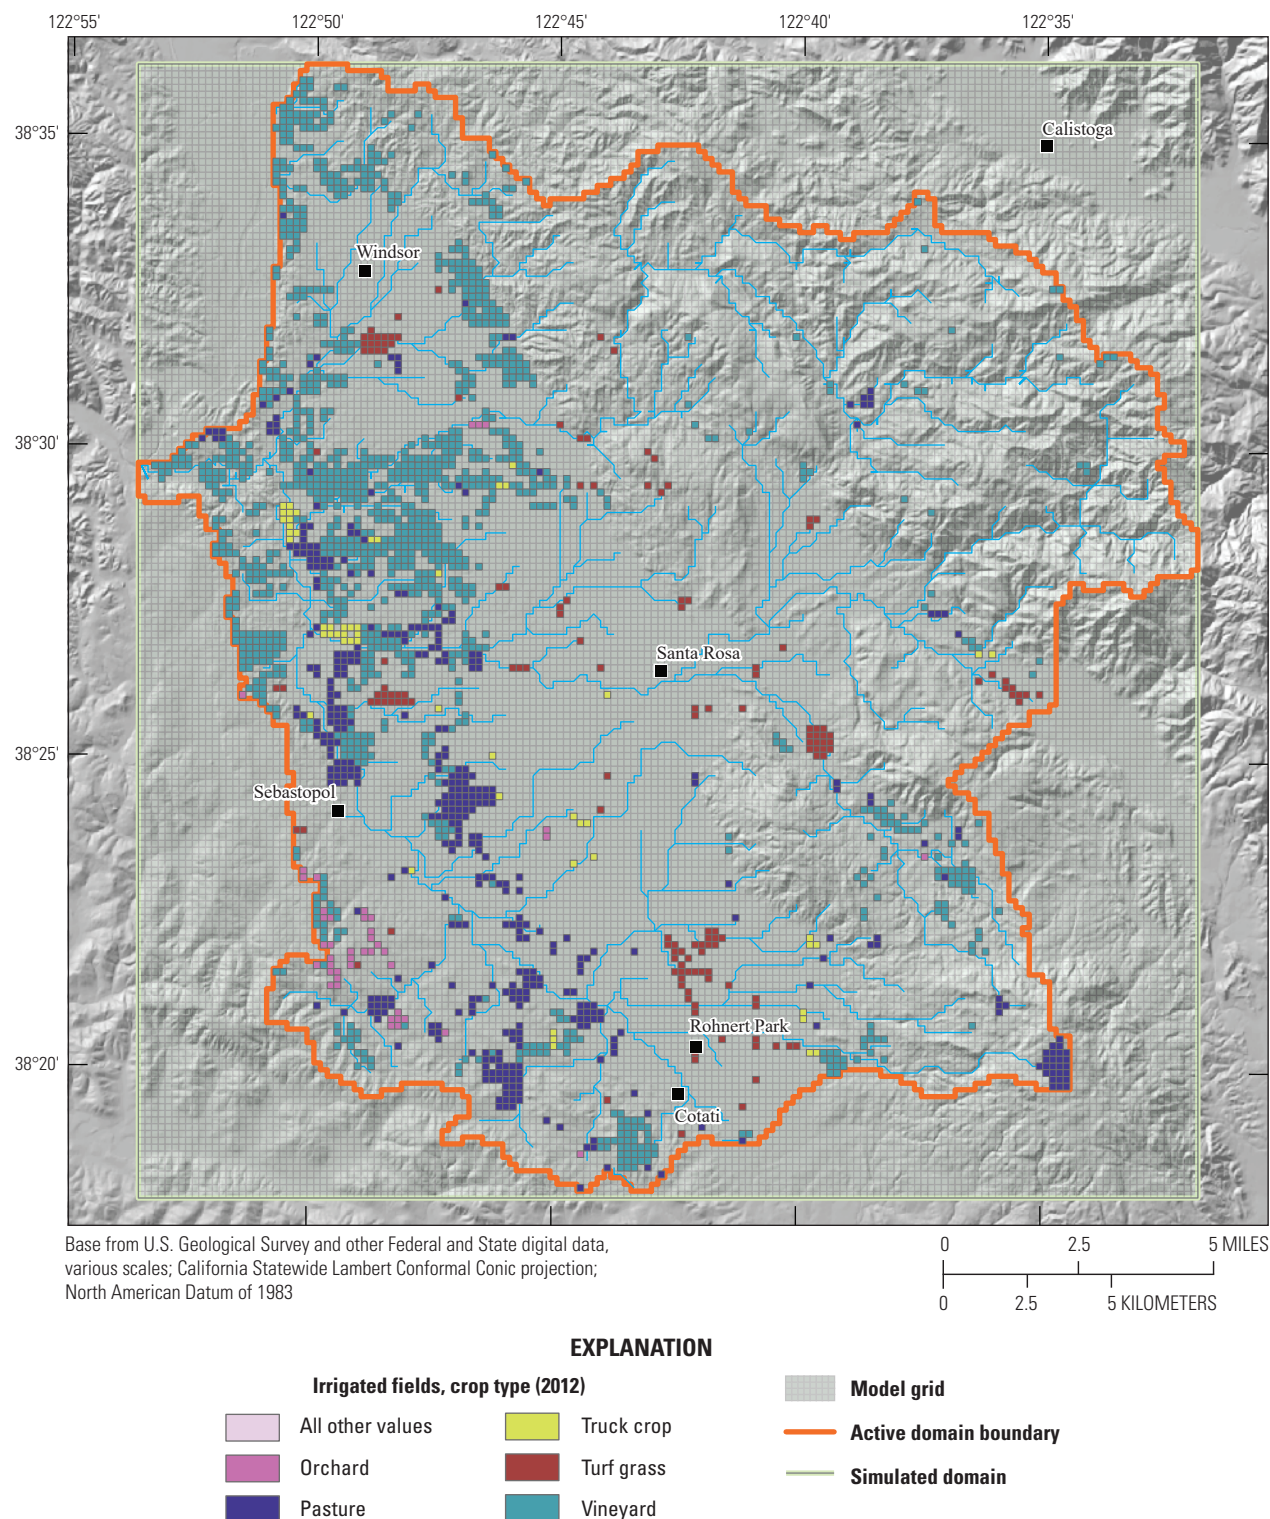 122°55'
122°50'
122°45'
122°40'
122°35'
38°35'
Calistoga
Windsor
38°30'
Santa Rosa
38°25'
Sebastopol
Rohnert Park
38°20'
Cotati
Base from U.S. Geological Survey and other Federal and State digital data,
various scales; California Statewide Lambert Conformal Conic projection;
North American Datum of 1983
0 2.5 5 MILES
0 2.5 5 KILOMETERS
EXPLANATION
Irrigated fields, crop type (2012)
All other values
Orchard
Pasture
Truck crop
Turf grass
Vineyard
Model grid
Active domain boundary
Simulated domain